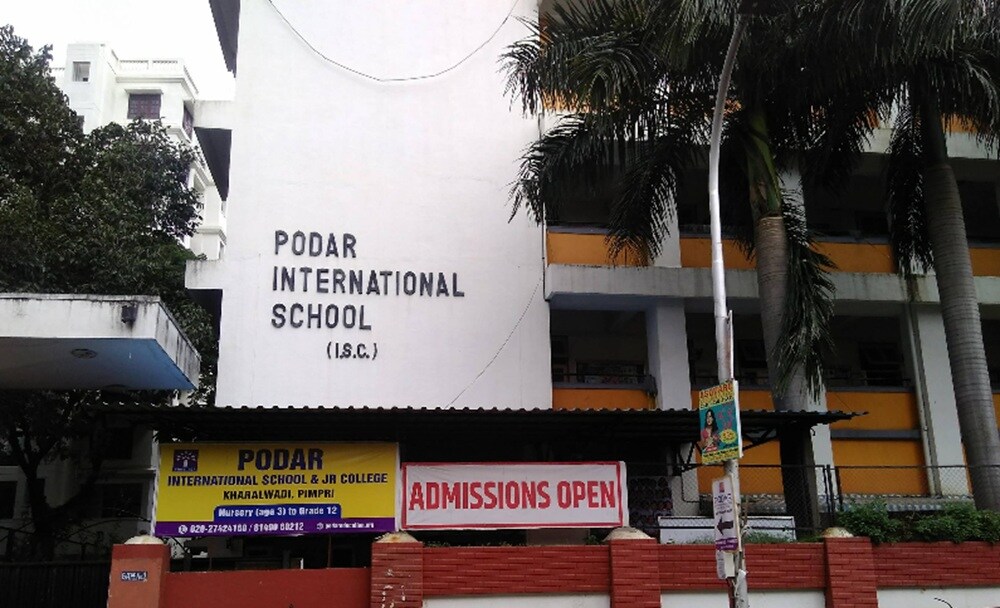 PODAR
INTERNATIONAL
SCHOOL
(I.S.C.)
PODAR
INTERNATIONAL SCHOOL & JR COLLEGE
KHARALWADI, PIMPRI
Nursery (age 3) to Grade 12
ADMISSIONS OPEN